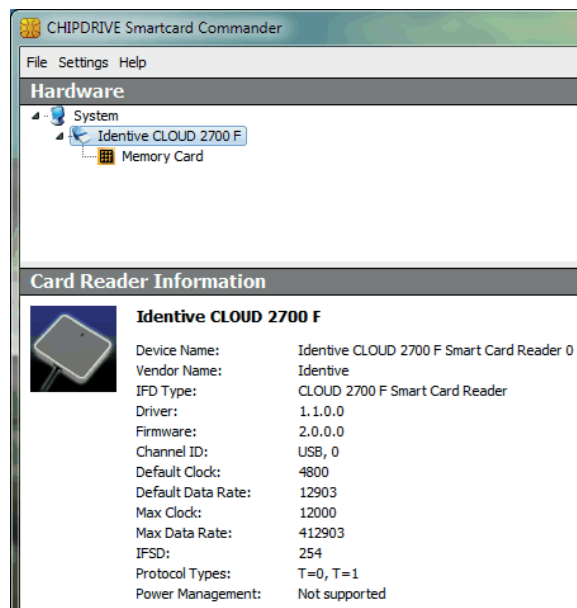 CHIPDRIVE Smartcard Commander
File Settings Help
Hardware
System
Identive CLOUD 2700 F
Memory Card
Card Reader Information
Identive CLOUD 2700 F
Device Name: Identive CLOUD 2700 F Smart Card Reader 0
Vendor Name: Identive
IFD Type: CLOUD 2700 F Smart Card Reader
Driver: 1.1.0.0
Firmware: 2.0.0.0
Channel ID: USB, 0
Default Clock: 4800
Default Data Rate: 12903
Max Clock: 12000
Max Data Rate: 412903
IFSD: 254
Protocol Types: T=0, T=1
Power Management: Not supported